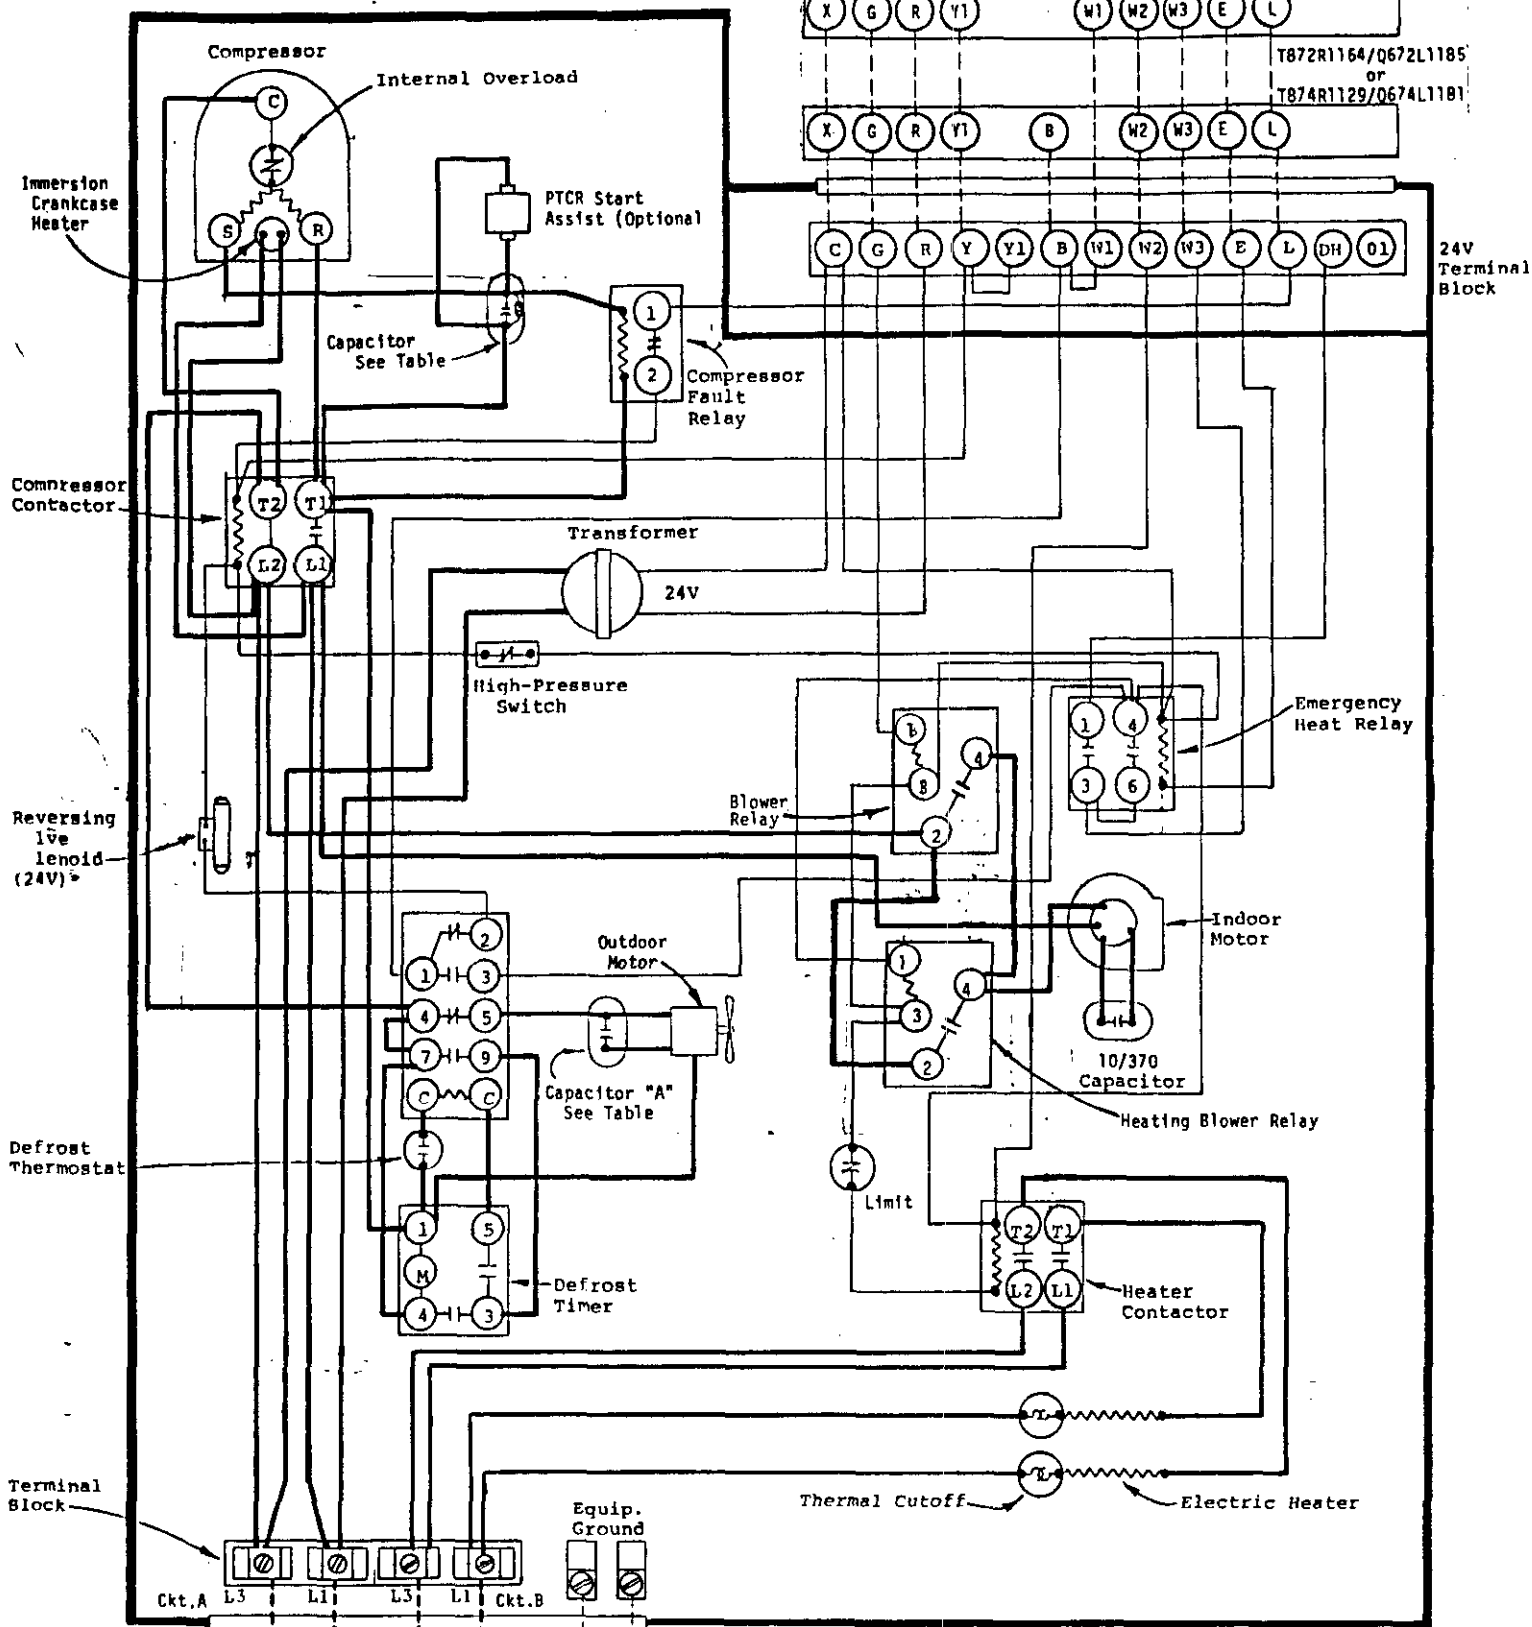 X G R Y1 W1 W2 W3 E L
T872R1164/Q672L1185
or
T874R1129/Q674L1181
X G R Y1 B W2 W3 E L
C G R Y Y1 B W1 W2 W3 E L DH O1
24V
Terminal
Block
Compressor
Internal Overload
C
S R
Immersion
Crankcase
Heater
PTCR Start
Assist (Optional
Capacitor
See Table
1
2
Compressor
Fault
Relay
Compressor
Contactor
T2 T1
L2 L1
Transformer
24V
High-Pressure
Switch
Emergency
Heat Relay
1 4
3 6
Blower
Relay
4
2
Reversing
lve
lenoid
(24V)
Indoor
Motor
10/370
Capacitor
1
4
3
2
Heating Blower Relay
2
1 3
4 5
7 9
C C
Outdoor
Motor
Capacitor "A"
See Table
Defrost
Thermostat
1 5
M
4 3
Defrost
Timer
Limit
T2 T1
L2 L1
Heater
Contactor
Thermal Cutoff
Electric Heater
Terminal
Block
Equip.
Ground
Ckt.A L3 L1 L3 L1 Ckt.B